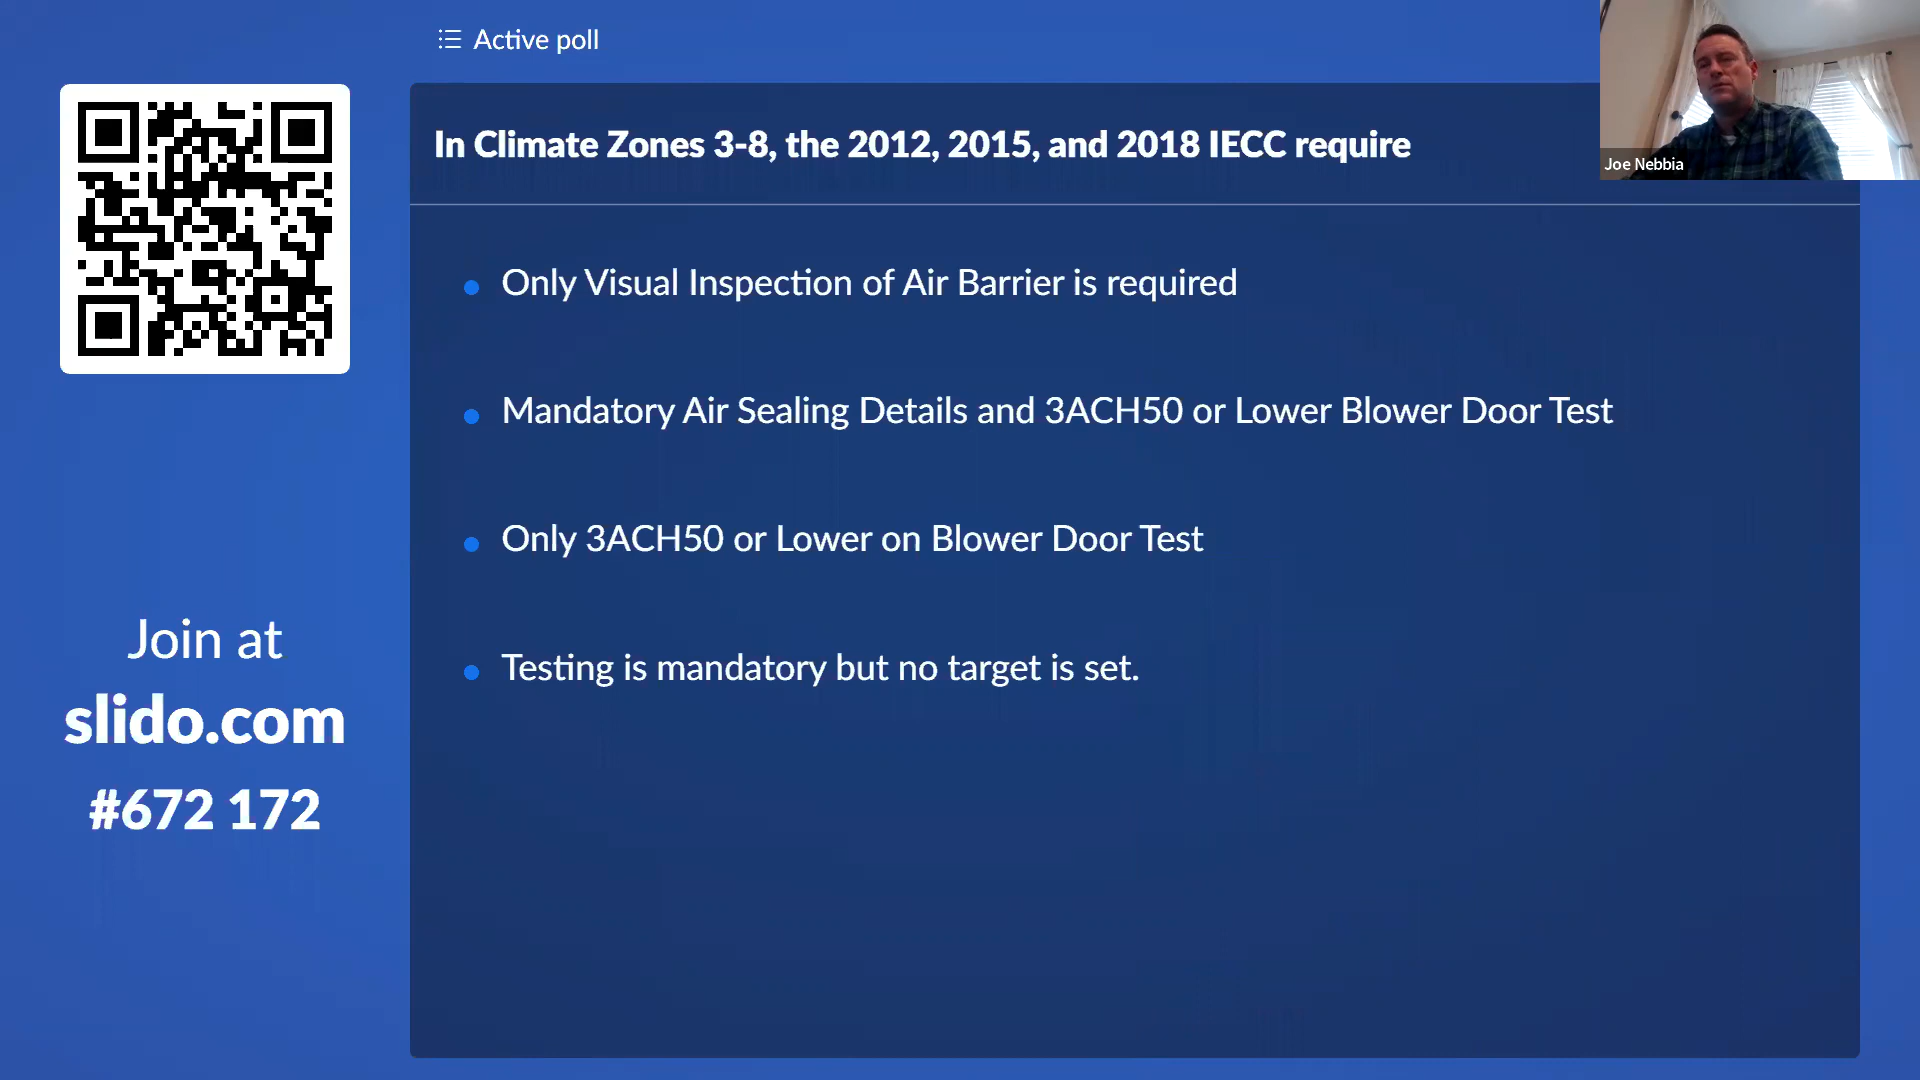 Active poll
In Climate Zones 3-8, the 2012, 2015, and 2018 IECC require
Joe Nebbia
Only Visual Inspection of Air Barrier is required
Mandatory Air Sealing Details and 3ACH50 or Lower Blower Door Test
Only 3ACH50 or Lower on Blower Door Test
Testing is mandatory but no target is set.
Join at
slido.com
#672 172